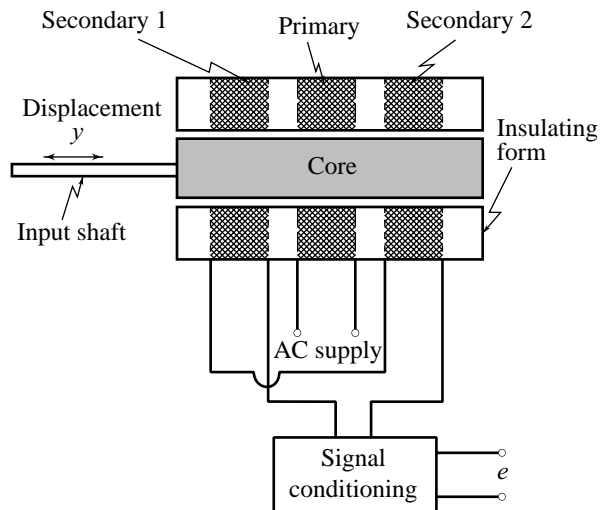 Secondary 1
Primary
Secondary 2
Displacement
y
Insulating
form
Core
Input shaft
AC supply
Signal
conditioning
e